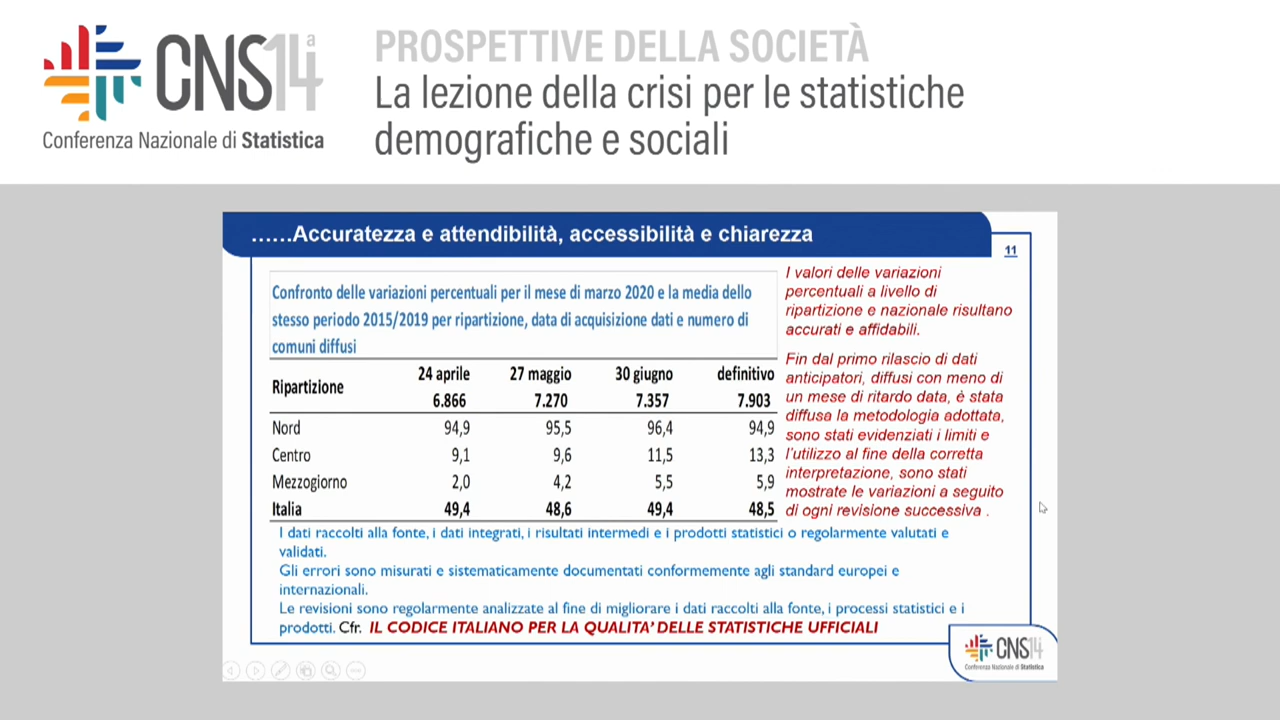 CNS14a
Conferenza Nazionale di Statistica
PROSPETTIVE DELLA SOCIETÀ
La lezione della crisi per le statistiche
demografiche e sociali
……Accuratezza e attendibilità, accessibilità e chiarezza
11
Confronto delle variazioni percentuali per il mese di marzo 2020 e la media dello
stesso periodo 2015/2019 per ripartizione, data di acquisizione dati e numero di
comuni diffusi
Ripartizione 24 aprile 27 maggio 30 giugno definitivo
6.866 7.270 7.357 7.903
Nord 94,9 95,5 96,4 94,9
Centro 9,1 9,6 11,5 13,3
Mezzogiorno 2,0 4,2 5,5 5,9
Italia 49,4 48,6 49,4 48,5
I valori delle variazioni
percentuali a livello di
ripartizione e nazionale risultano
accurati e affidabili.
Fin dal primo rilascio di dati
anticipatori, diffusi con meno di
un mese di ritardo data, è stata
diffusa la metodologia adottata,
sono stati evidenziati i limiti e
l'utilizzo al fine della corretta
interpretazione, sono stati
mostrate le variazioni a seguito
di ogni revisione successiva .
I dati raccolti alla fonte, i dati integrati, i risultati intermedi e i prodotti statistici o regolarmente valutati e
validati.
Gli errori sono misurati e sistematicamente documentati conformemente agli standard europei e
internazionali.
Le revisioni sono regolarmente analizzate al fine di migliorare i dati raccolti alla fonte, i processi statistici e i
prodotti. Cfr. IL CODICE ITALIANO PER LA QUALITA' DELLE STATISTICHE UFFICIALI
CNS14
Conferenza Nazionale di Statistica